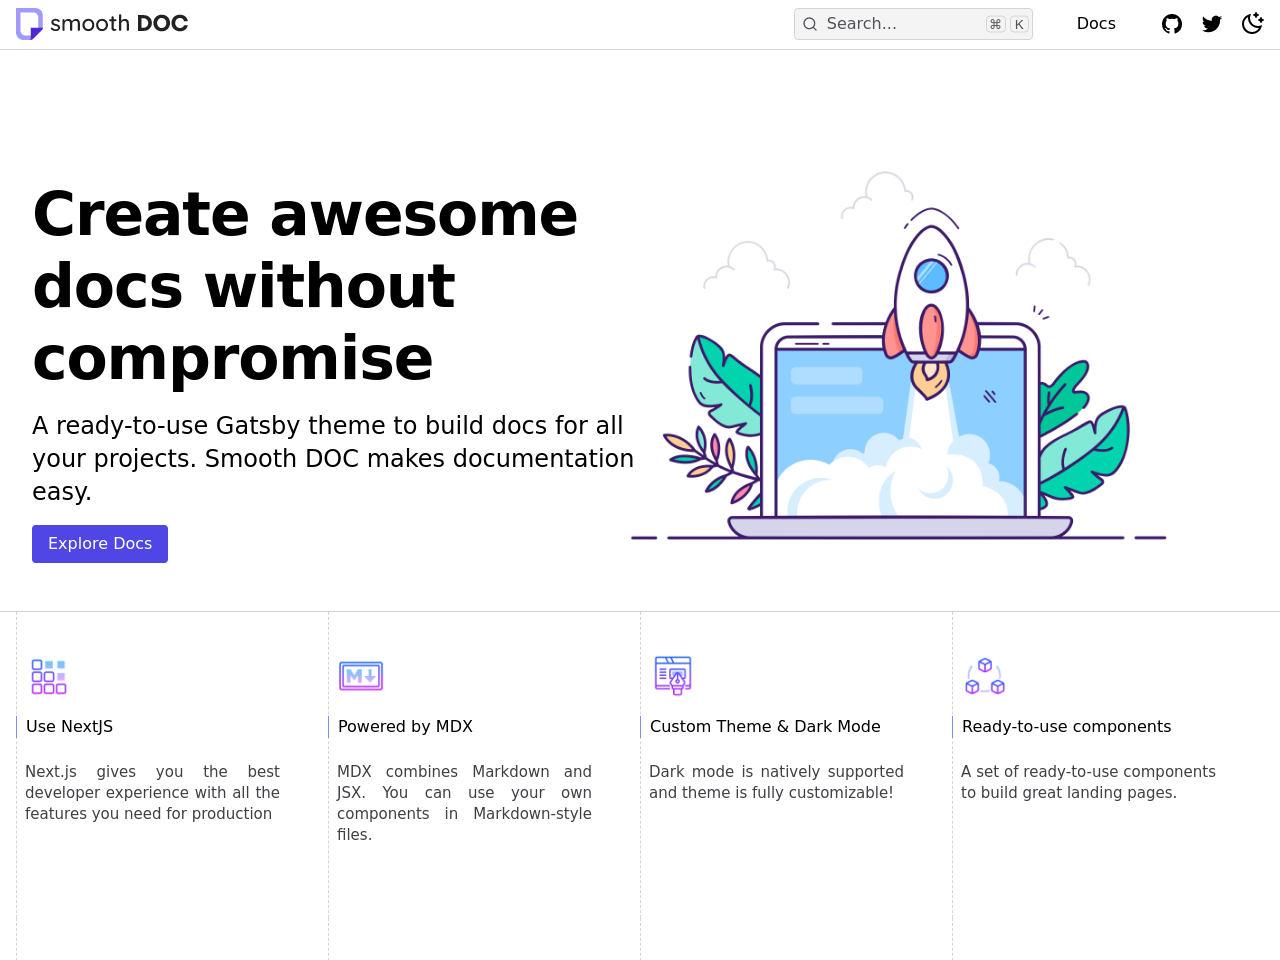 smooth DOC
Search...
⌘ K
Docs
Create awesome
docs without
compromise
A ready-to-use Gatsby theme to build docs for all
your projects. Smooth DOC makes documentation
easy.
Explore Docs
M
Use NextJS
Next.js gives you the best
developer experience with all the
features you need for production
Powered by MDX
MDX combines Markdown and
JSX. You can use your own
components in Markdown-style
files.
Custom Theme & Dark Mode
Dark mode is natively supported
and theme is fully customizable!
Ready-to-use components
A set of ready-to-use components
to build great landing pages.